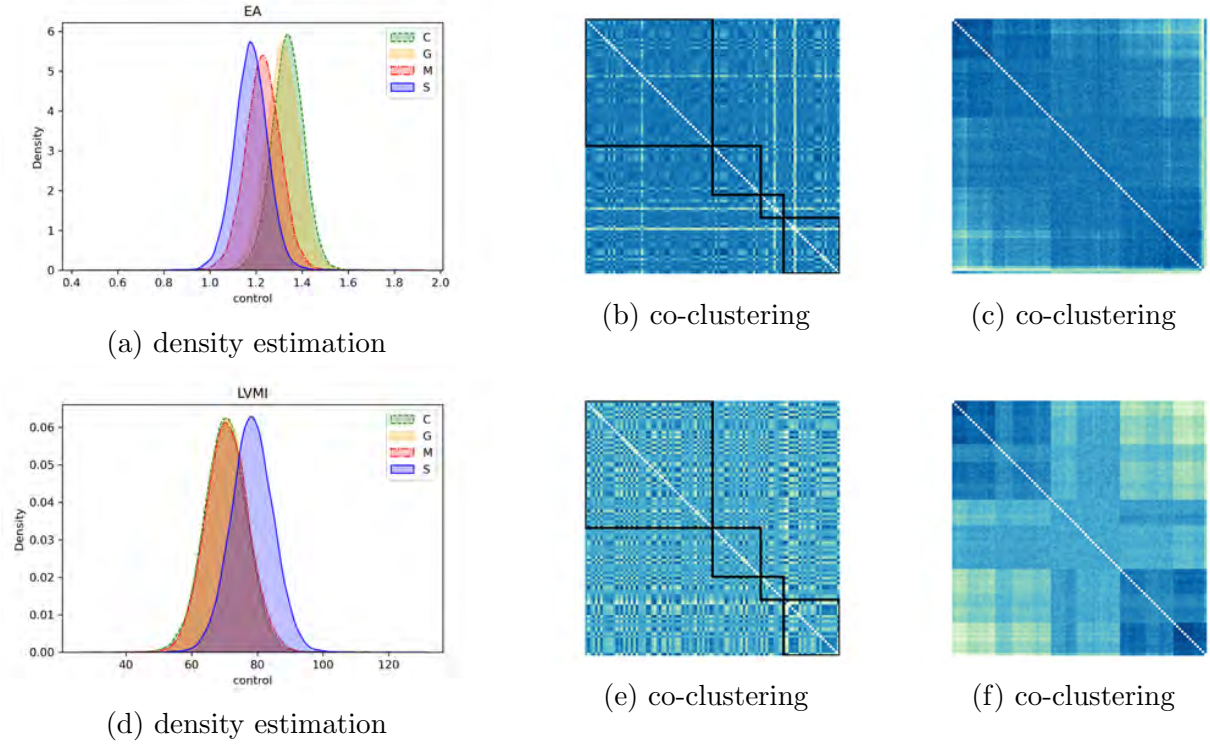 EA
6
5
4
3
2
1
0
Density
C
G
M
S
0.4 0.6 0.8 1.0 1.2 1.4 1.6 1.8 2.0
control
(a) density estimation
(b) co-clustering
(c) co-clustering
LVMI
0.06
0.05
0.04
0.03
0.02
0.01
0.00
Density
C
G
M
S
40 60 80 100 120
control
(d) density estimation
(e) co-clustering
(f) co-clustering